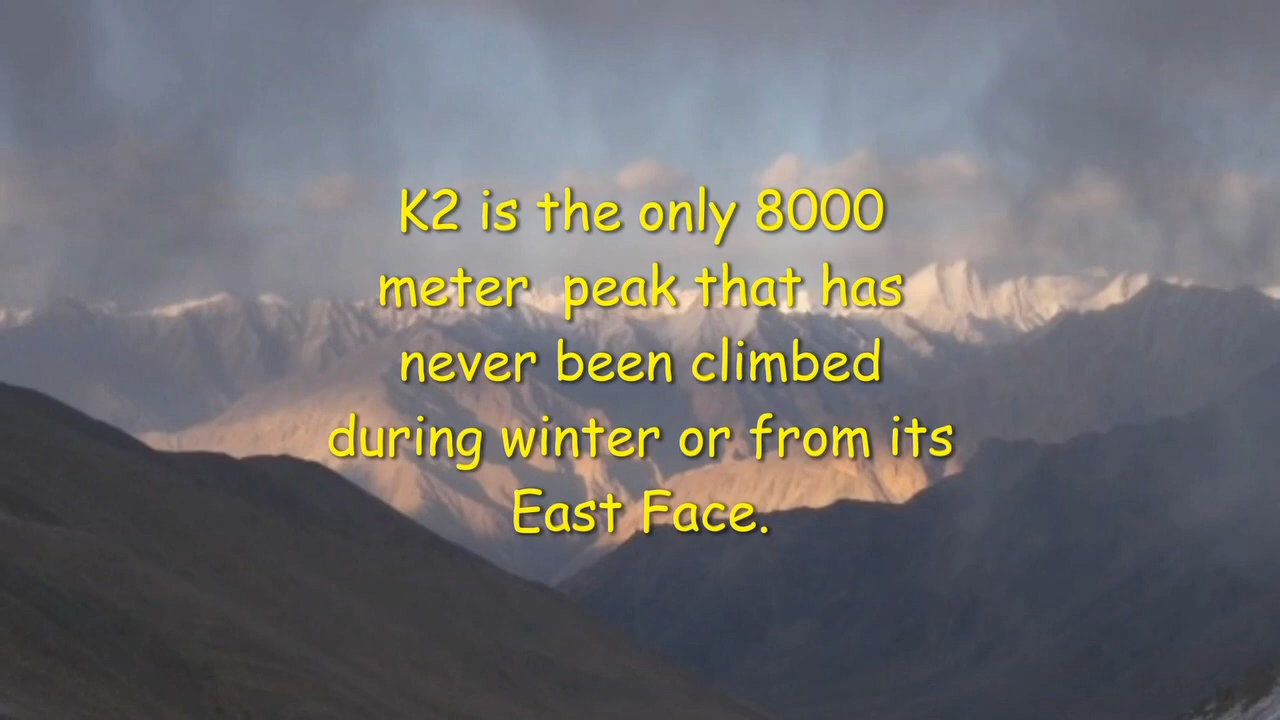 K2 is the only 8000
meter  peak that has
never been climbed
during winter or from its
East Face.